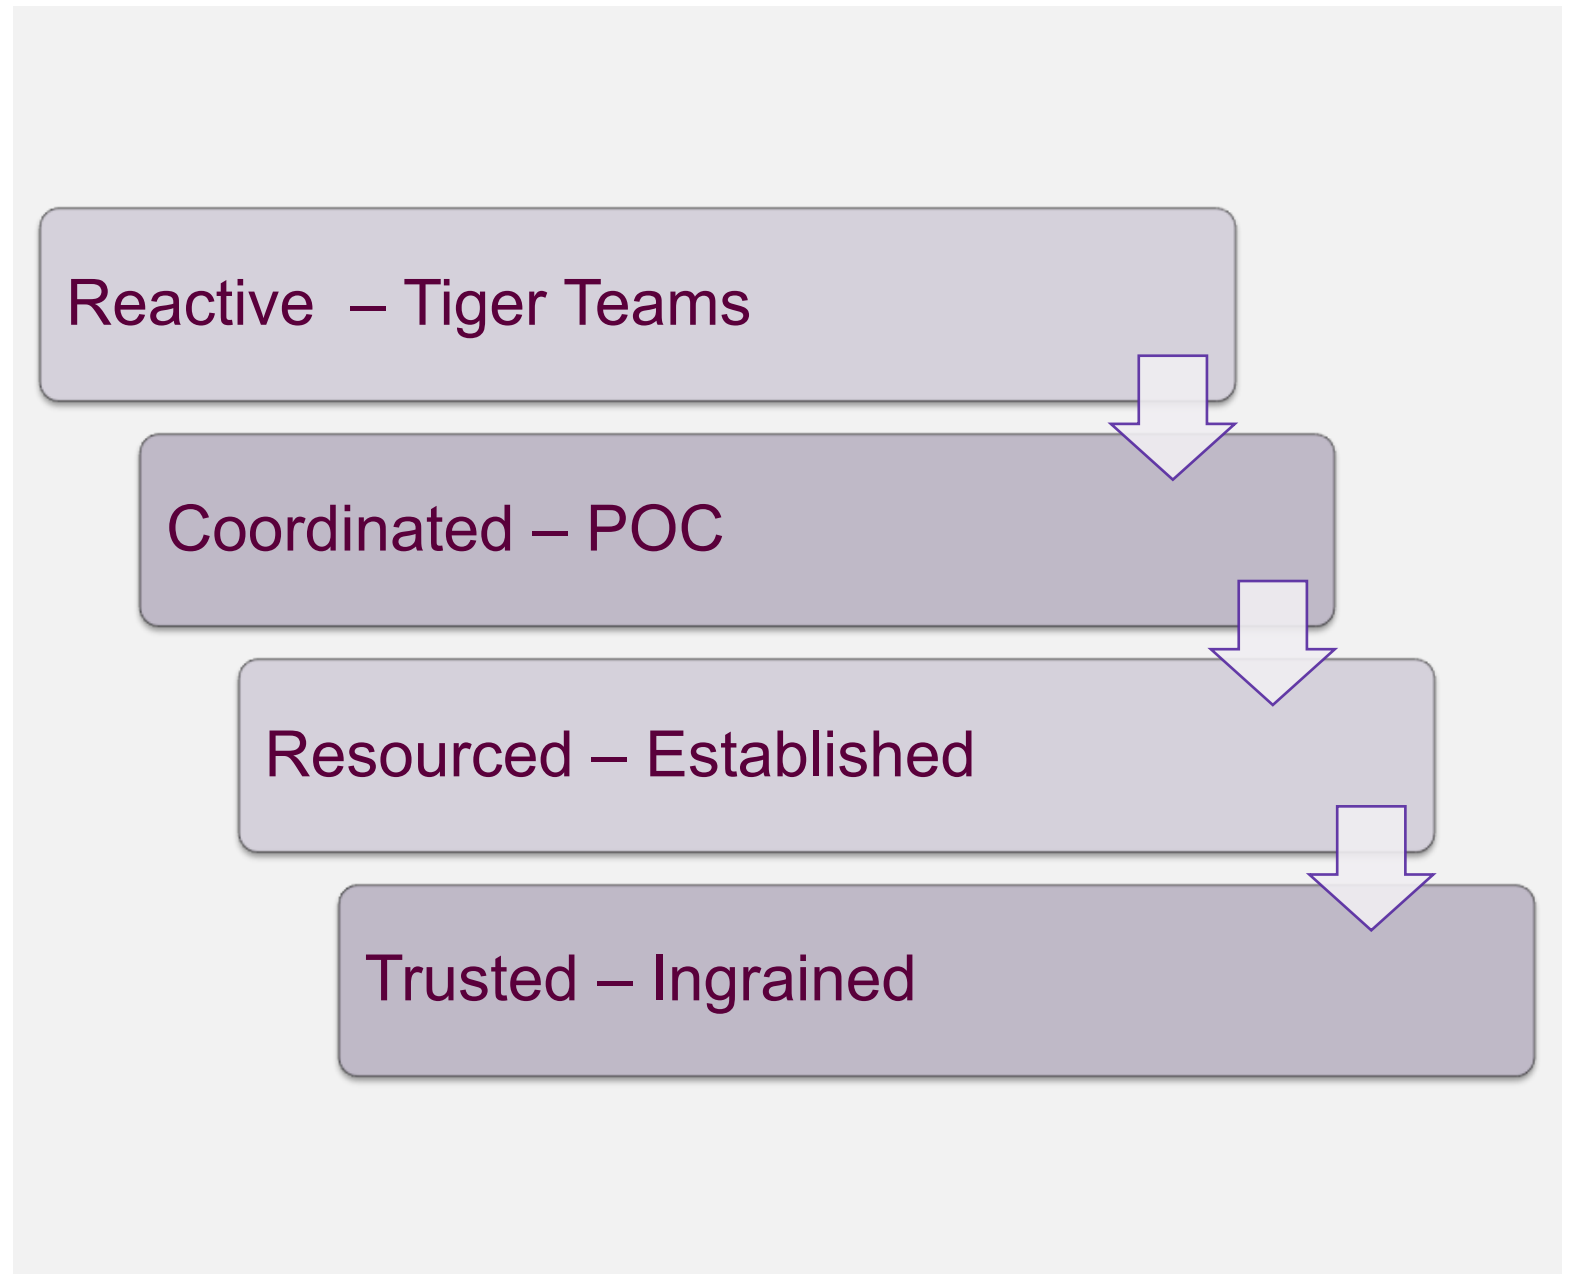 Reactive  – Tiger Teams
Coordinated – POC
Resourced – Established
Trusted – Ingrained